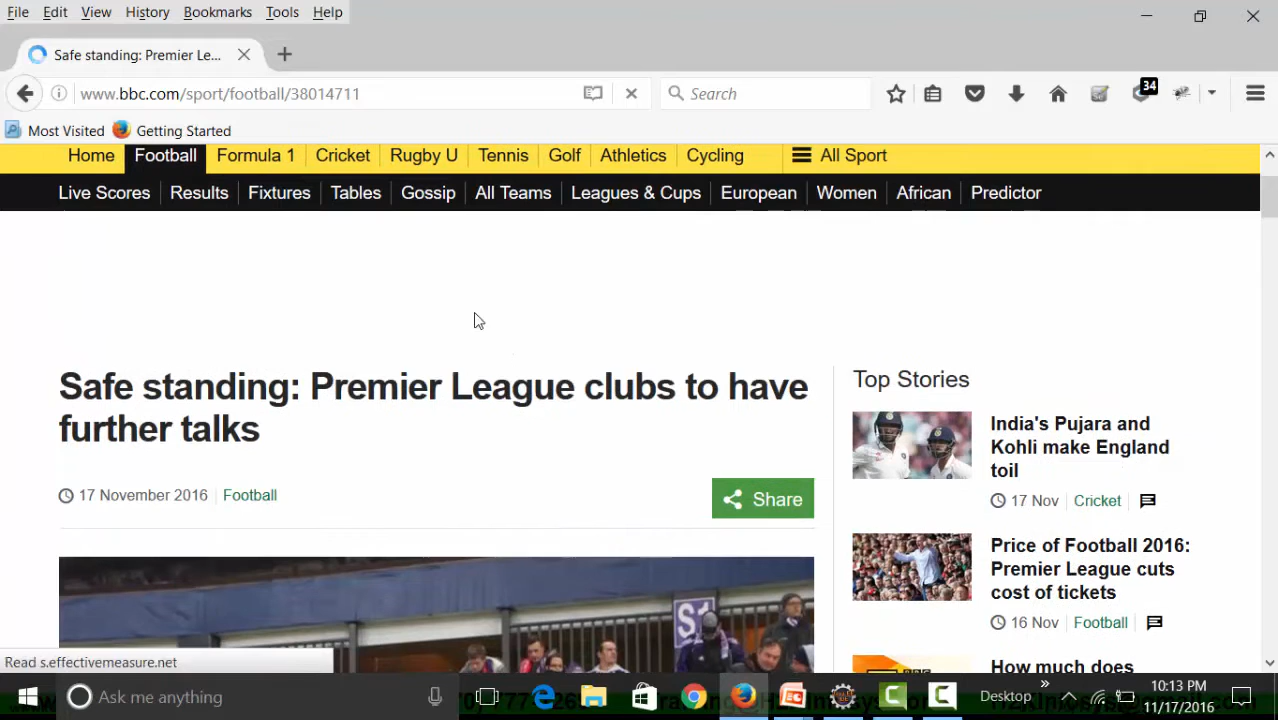 File Edit View History Bookmarks Tools Help
Safe standing: Premier Le...
www.bbc.com/sport/football/38014711
Search
34
Most Visited Getting Started
Home Football Formula 1 Cricket Rugby U Tennis Golf Athletics Cycling All Sport
Live Scores Results Fixtures Tables Gossip All Teams Leagues & Cups European Women African Predictor
Safe standing: Premier League clubs to have
further talks
17 November 2016 Football
Share
S1
Top Stories
India's Pujara and
Kohli make England
toil
17 Nov Cricket
Price of Football 2016:
Premier League cuts
cost of tickets
16 Nov Football
How much does
Read s.effectivemeasure.net
Ask me anything
Desktop
10:13 PM
11/17/2016